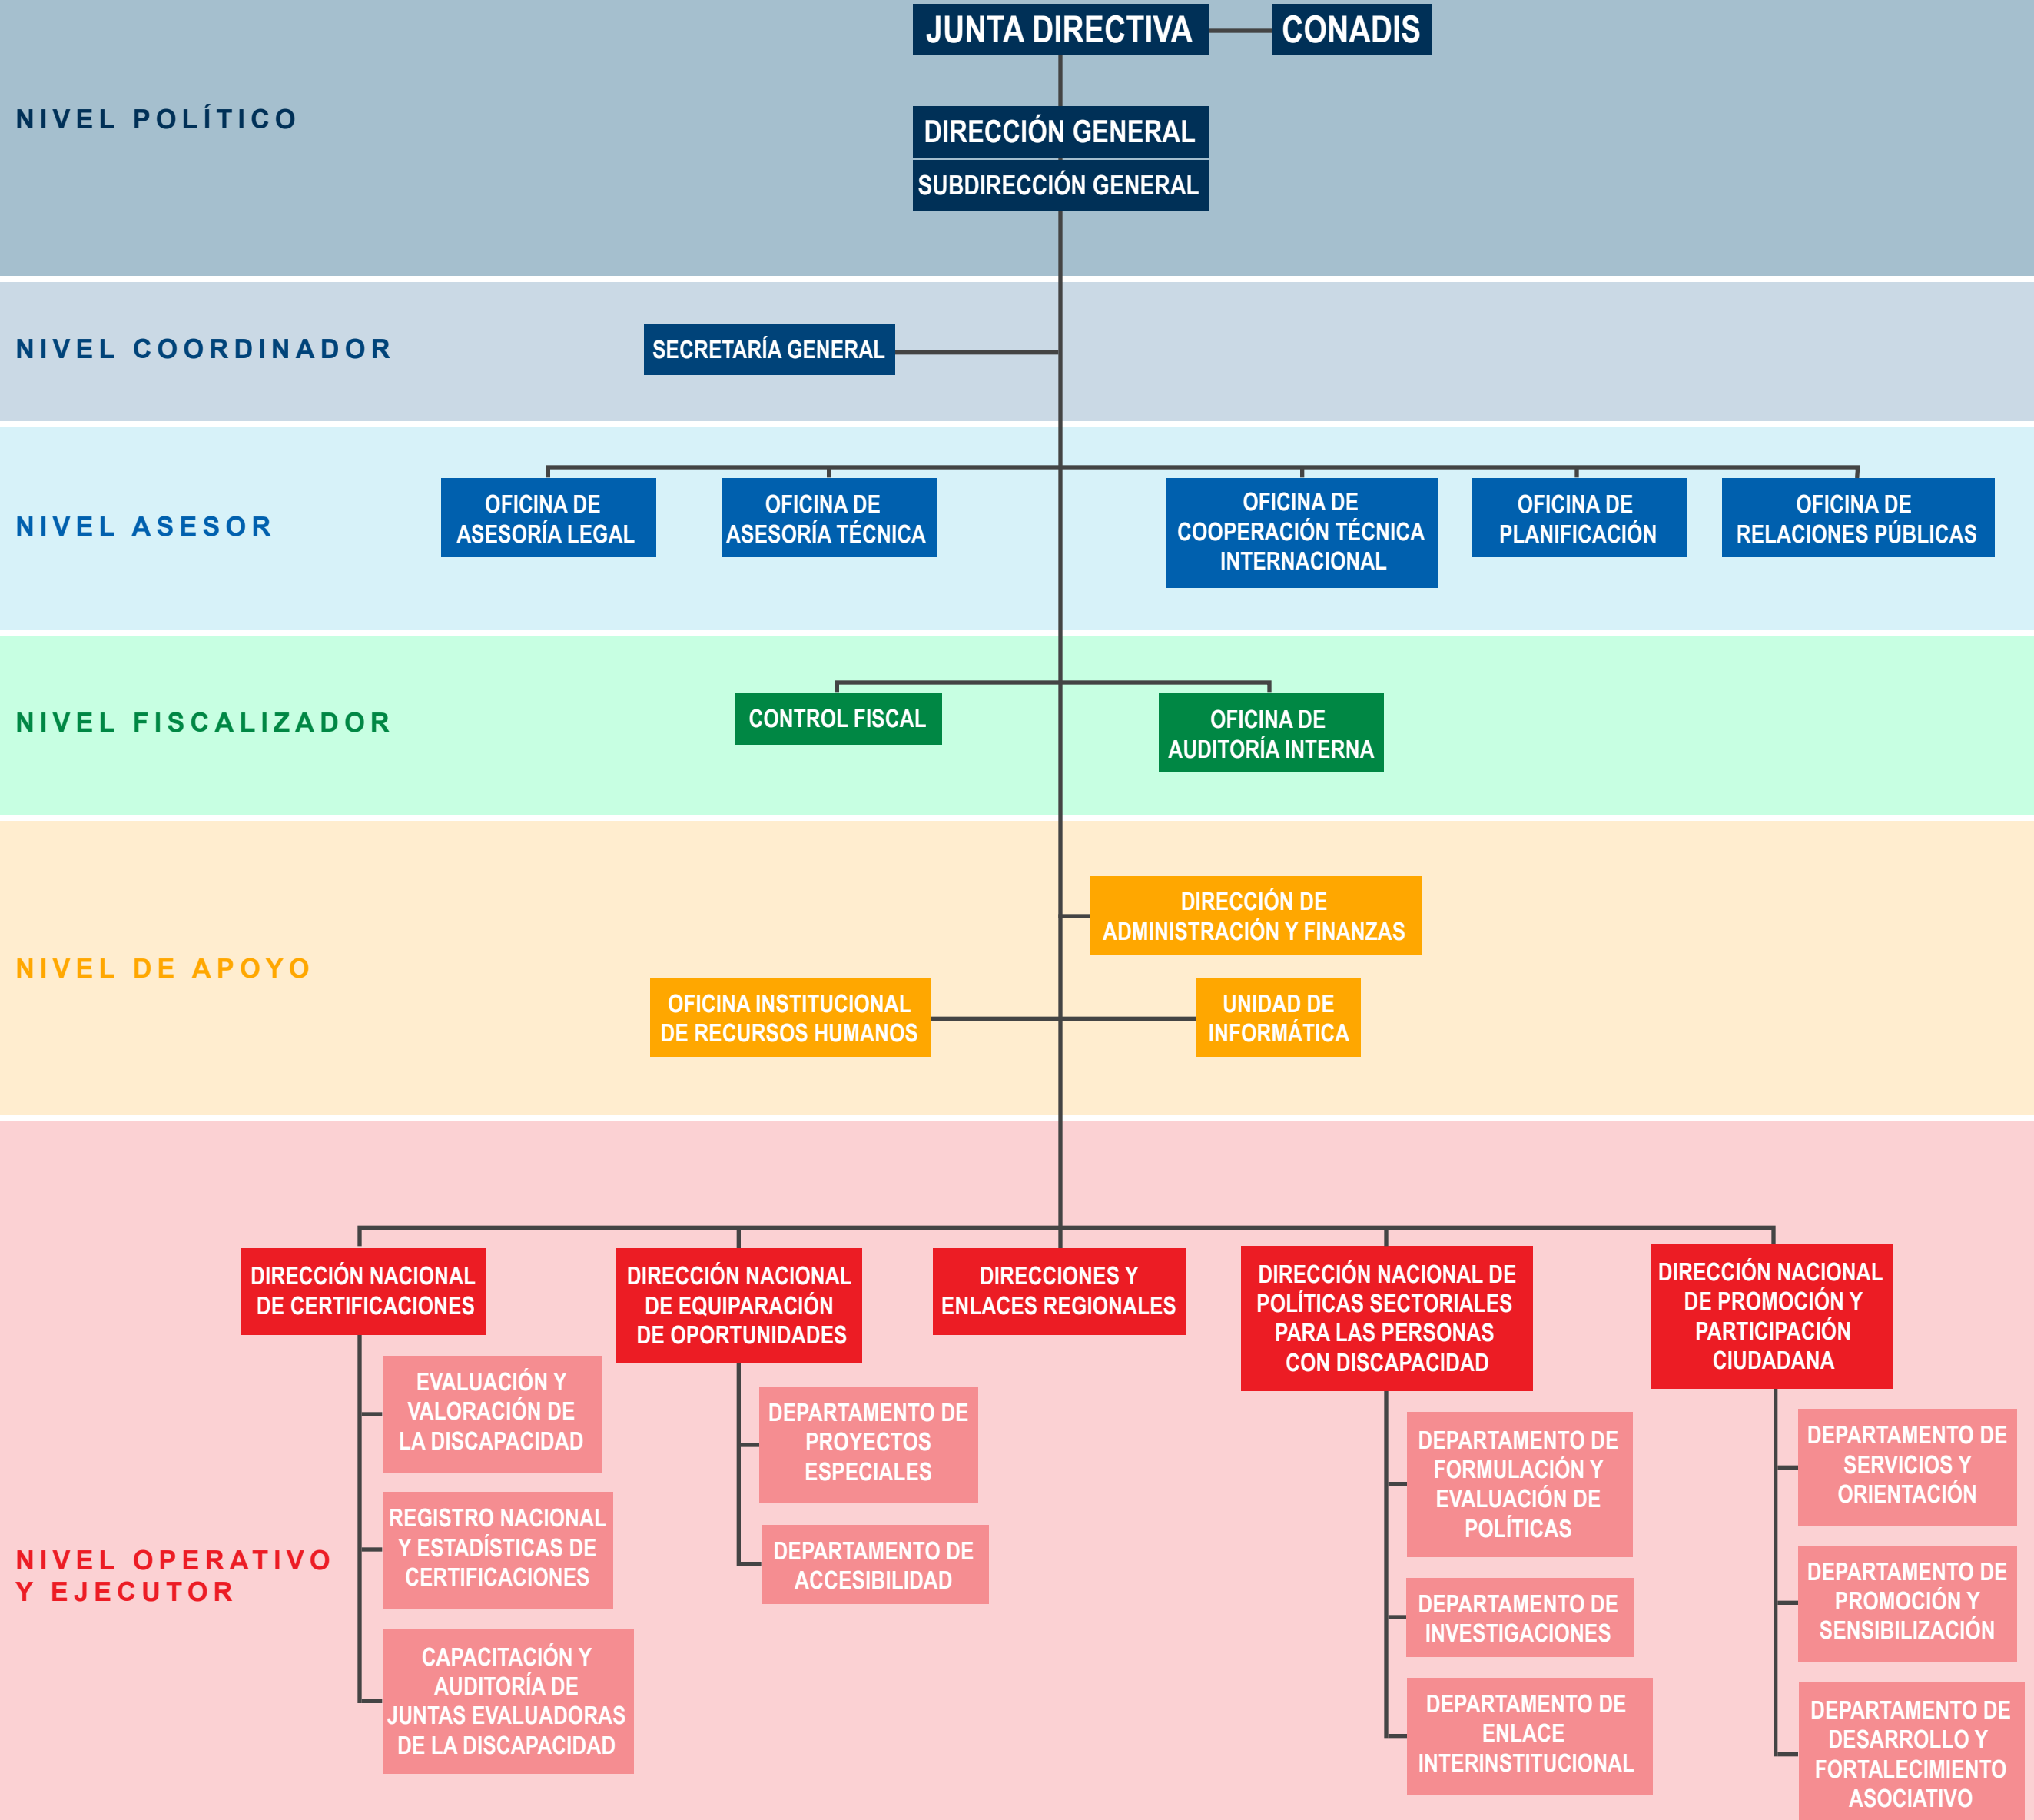 JUNTA DIRECTIVA
CONADIS
NIVEL POLÍTICO
DIRECCIÓN GENERAL
SUBDIRECCIÓN GENERAL
NIVEL COORDINADOR
SECRETARÍA GENERAL
NIVEL ASESOR
OFICINA DE
ASESORÍA LEGAL
OFICINA DE
ASESORÍA TÉCNICA
OFICINA DE
COOPERACIÓN TÉCNICA
INTERNACIONAL
OFICINA DE
PLANIFICACIÓN
OFICINA DE
RELACIONES PÚBLICAS
NIVEL FISCALIZADOR
CONTROL FISCAL
OFICINA DE
AUDITORÍA INTERNA
NIVEL DE APOYO
DIRECCIÓN DE
ADMINISTRACIÓN Y FINANZAS
OFICINA INSTITUCIONAL
DE RECURSOS HUMANOS
UNIDAD DE
INFORMÁTICA
NIVEL OPERATIVO
Y EJECUTOR
DIRECCIÓN NACIONAL
DE CERTIFICACIONES
EVALUACIÓN Y
VALORACIÓN DE
LA DISCAPACIDAD
REGISTRO NACIONAL
Y ESTADÍSTICAS DE
CERTIFICACIONES
CAPACITACIÓN Y
AUDITORÍA DE
JUNTAS EVALUADORAS
DE LA DISCAPACIDAD
DIRECCIÓN NACIONAL
DE EQUIPARACIÓN
DE OPORTUNIDADES
DEPARTAMENTO DE
PROYECTOS
ESPECIALES
DEPARTAMENTO DE
ACCESIBILIDAD
DIRECCIONES Y
ENLACES REGIONALES
DIRECCIÓN NACIONAL DE
POLÍTICAS SECTORIALES
PARA LAS PERSONAS
CON DISCAPACIDAD
DEPARTAMENTO DE
FORMULACIÓN Y
EVALUACIÓN DE
POLÍTICAS
DEPARTAMENTO DE
INVESTIGACIONES
DEPARTAMENTO DE
ENLACE
INTERINSTITUCIONAL
DIRECCIÓN NACIONAL
DE PROMOCIÓN Y
PARTICIPACIÓN
CIUDADANA
DEPARTAMENTO DE
SERVICIOS Y
ORIENTACIÓN
DEPARTAMENTO DE
PROMOCIÓN Y
SENSIBILIZACIÓN
DEPARTAMENTO DE
DESARROLLO Y
FORTALECIMIENTO
ASOCIATIVO